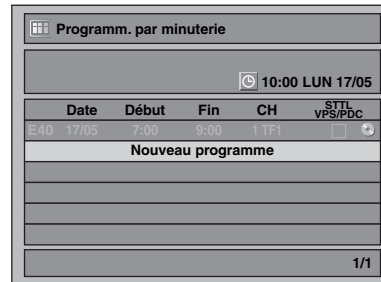 Programm. par minuterie
10:00 LUN 17/05
Date Début Fin CH STTL
VPS/PDC
E40 17/05 7:00 9:00 1 TF1
Nouveau programme
1/1